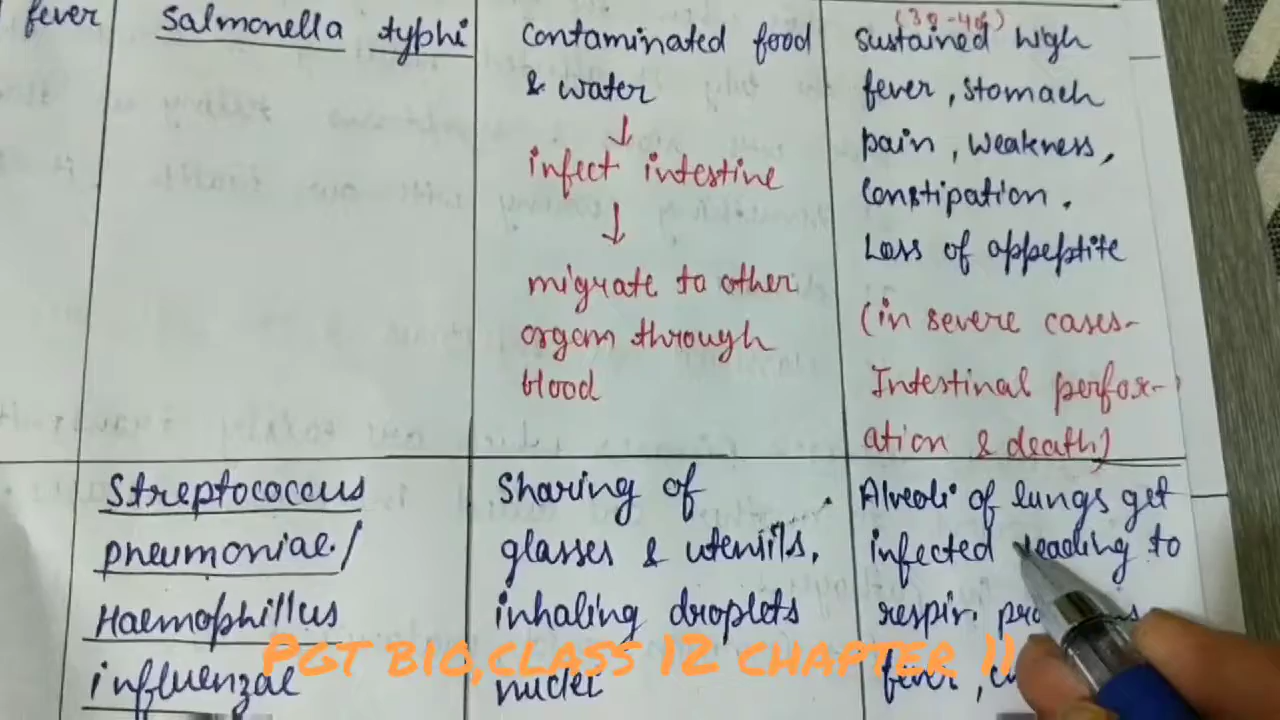 fever
Salmonella typhi
Contaminated food
& water
↓
infect intestine
↓
migrate to other
organ through
blood
(39-40)
sustained high
fever, stomach
pain, weakness,
constipation.
Loss of appeptite
(in severe cases-
Intestinal perfor-
ation & death)
Streptococcus
pneumoniae/
Haemophillus
influenzae
Sharing of
glasses & utensils,
inhaling droplets
nuclei
Alveoli of lungs get
infected leading to
respir.
fever,
Pgt bio,class 12 chapter 11